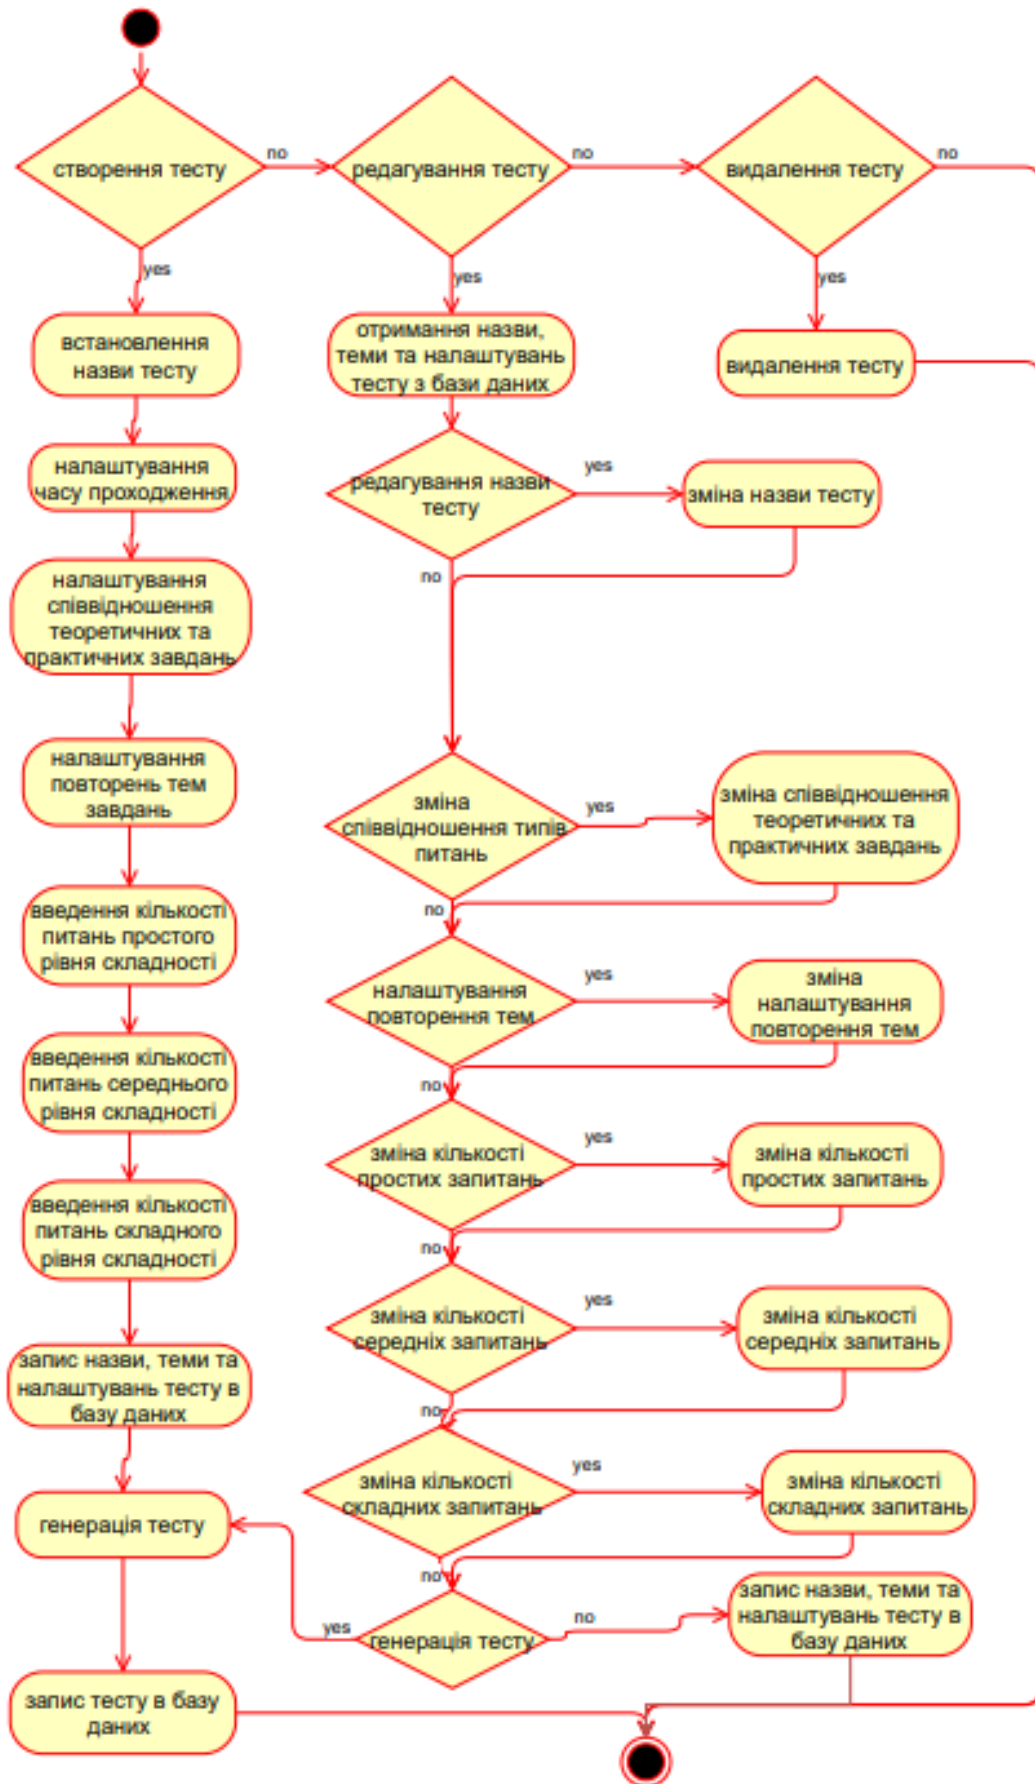 створення тесту
no
редагування тесту
no
видалення тесту
no
yes
yes
yes
встановлення
назви тесту
отримання назви,
теми та налаштувань
тесту з бази даних
видалення тесту
налаштування
часу проходження
редагування назви
тесту
yes
зміна назви тесту
no
налаштування
співвідношення
теоретичних та
практичних завдань
налаштування
повторень тем
завдань
зміна
співвідношення типів
питань
yes
зміна співвідношення
теоретичних та
практичних завдань
no
введення кількості
питань простого
рівня складності
налаштування
повторення тем
yes
зміна
налаштування
повторення тем
no
введення кількості
питань середнього
рівня складності
зміна кількості
простих запитань
yes
зміна кількості
простих запитань
no
введення кількості
питань складного
рівня складності
зміна кількості
середніх запитань
yes
зміна кількості
середніх запитань
no
запис назви, теми та
налаштувань тесту в
базу даних
зміна кількості
складних запитань
yes
зміна кількості
складних запитань
no
генерація тесту
yes
генерація тесту
no
запис назви, теми та
налаштувань тесту в
базу даних
запис тесту в базу
даних